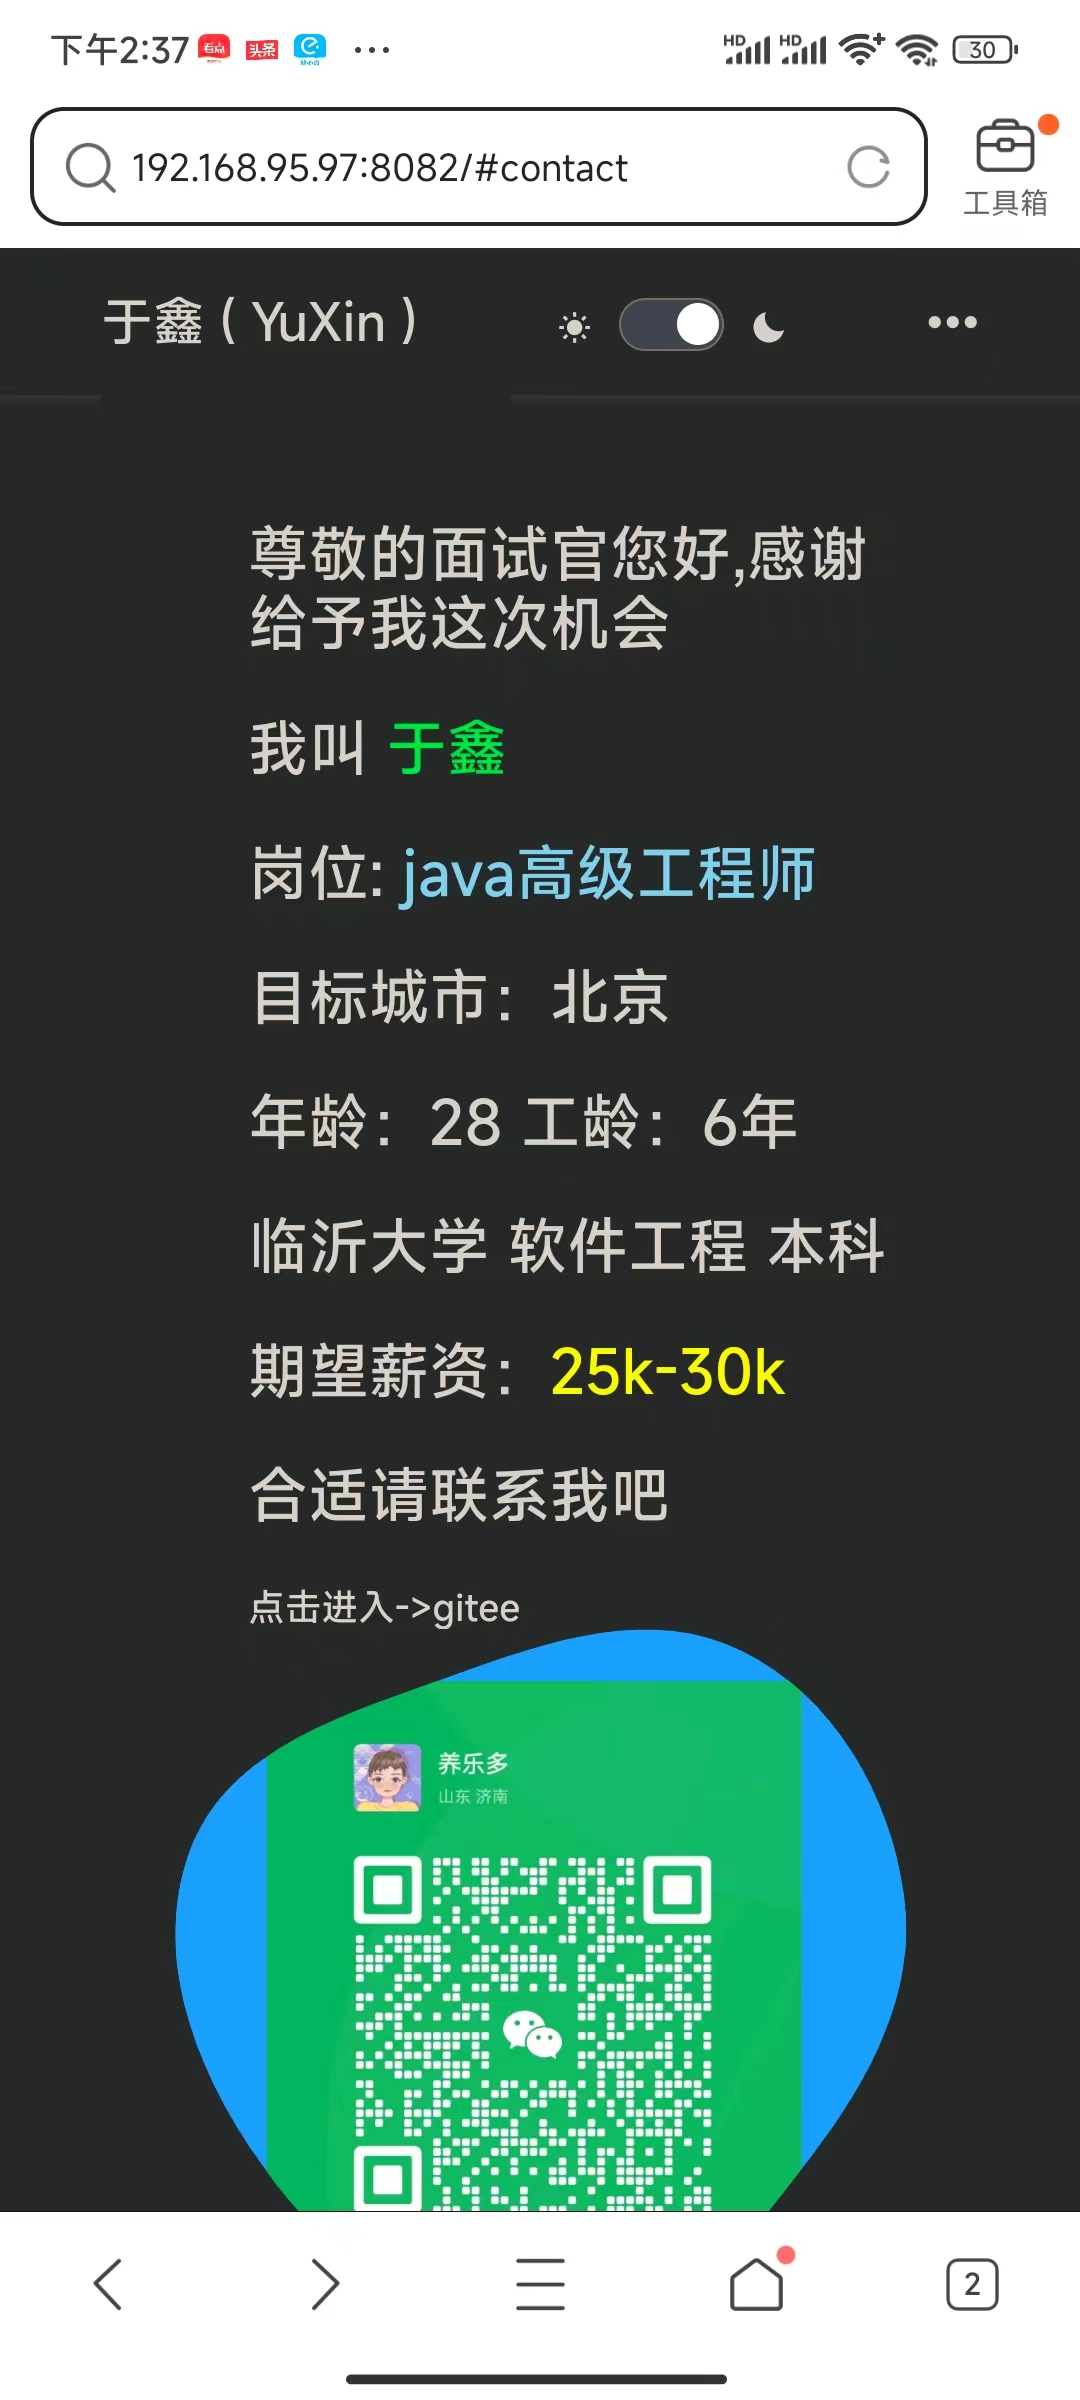 下午2:37 看点 头条 ...
HD HD 30
192.168.95.97:8082/#contact
工具箱
于鑫 ( YuXin )
尊敬的面试官您好,感谢
给予我这次机会
我叫 于鑫
岗位: java高级工程师
目标城市：北京
年龄：28 工龄：6年
临沂大学 软件工程 本科
期望薪资：25k-30k
合适请联系我吧
点击进入->gitee
养乐多
山东 济南
2